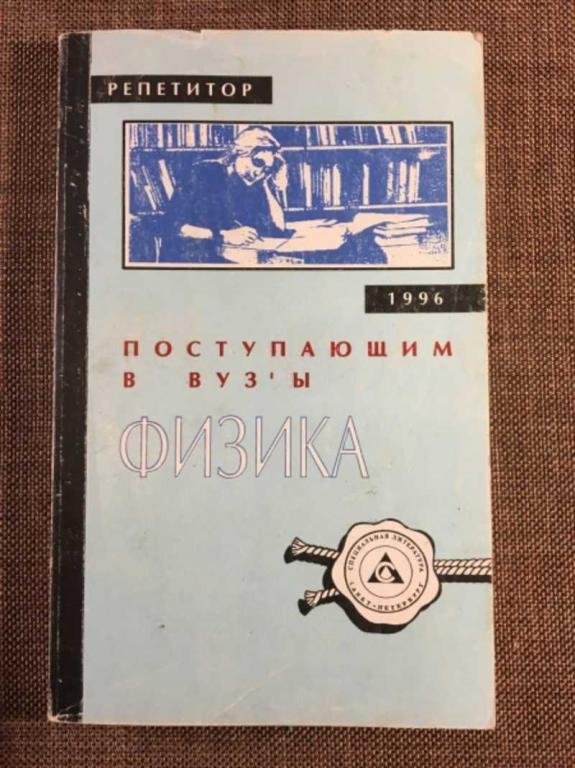 РЕПЕТИТОР
1996
ПОСТУПАЮЩИМ
В ВУЗ'Ы
ФИЗИКА
СПЕЦИАЛЬНАЯ ЛИТЕРАТУРА
САНКТ-ПЕТЕРБУРГ